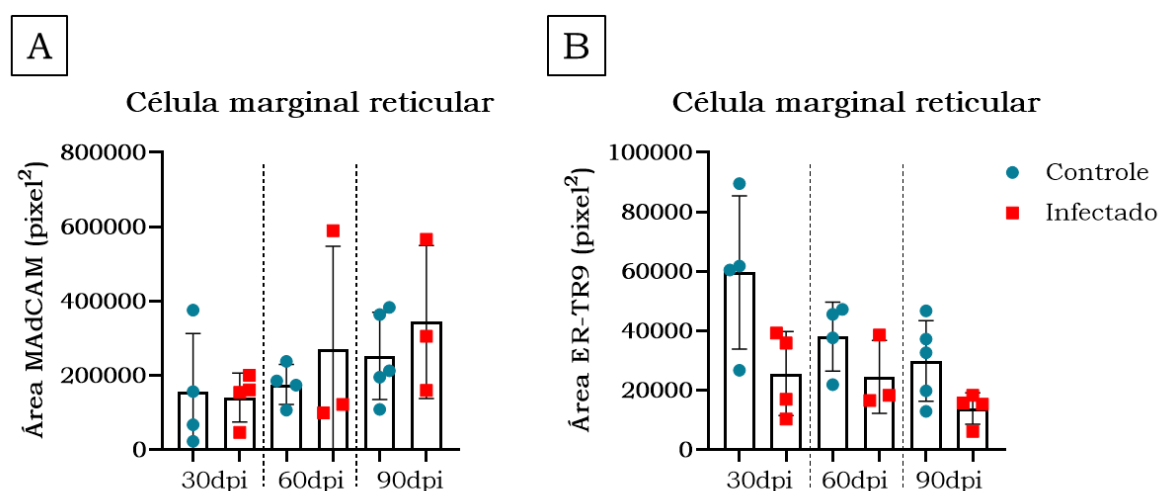 A
Célula marginal reticular
Área MAdCAM (pixel²)
800000
600000
400000
200000
0
30dpi
60dpi
90dpi
B
Célula marginal reticular
Área ER-TR9 (pixel²)
100000
80000
60000
40000
20000
0
30dpi
60dpi
90dpi
Controle
Infectado